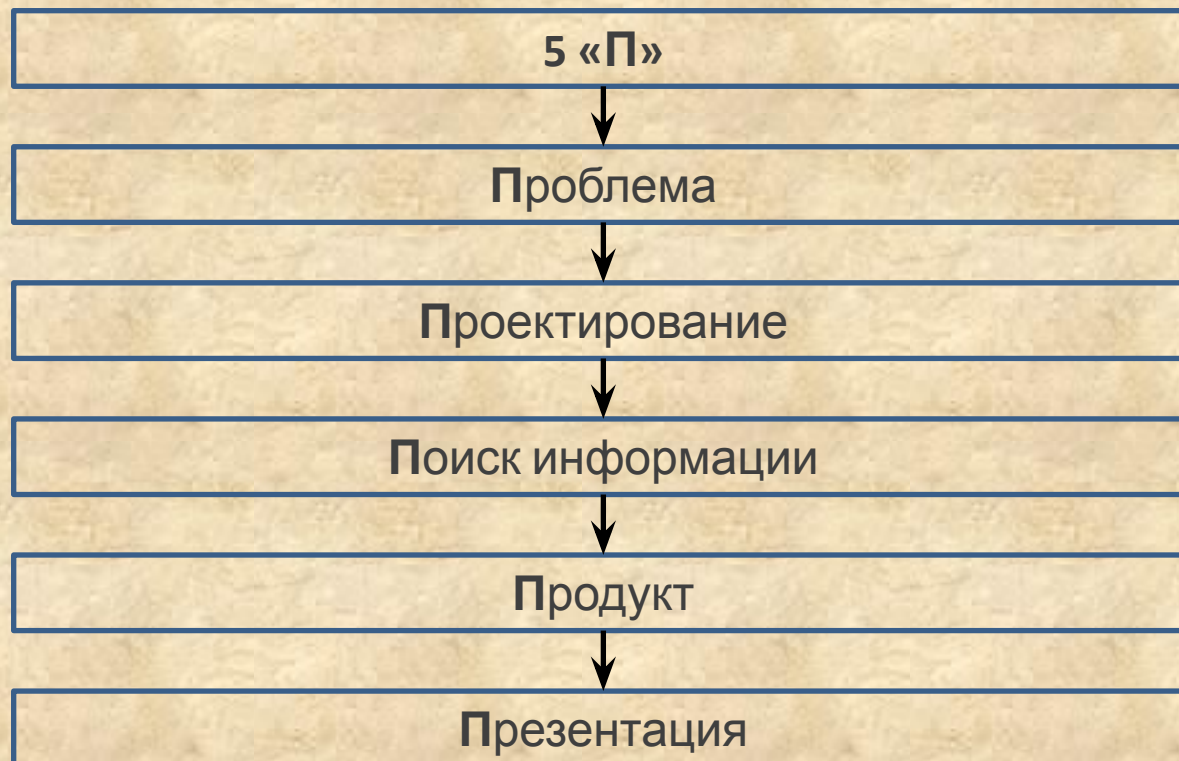 5 «П»
Проблема
Проектирование
Поиск информации
Продукт
Презентация